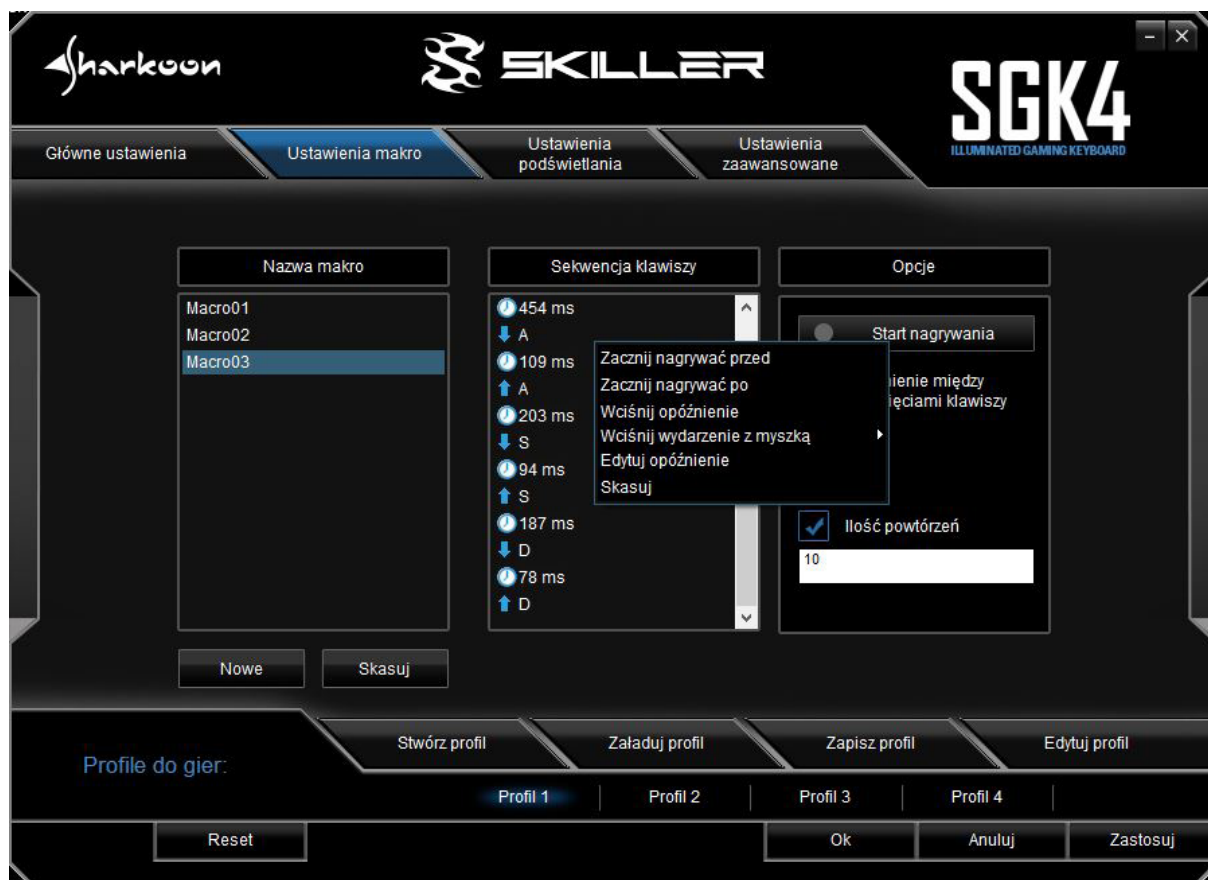 Sharkoon
SKILLER
SGK4
ILLUMINATED GAMING KEYBOARD
Główne ustawienia
Ustawienia makro
Ustawienia
podświetlania
Ustawienia
zaawansowane
Nazwa makro
Macro01
Macro02
Macro03
Nowe
Skasuj
Sekwencja klawiszy
454 ms
A
109 ms
A
203 ms
S
94 ms
S
187 ms
D
78 ms
D
Zacznij nagrywać przed
Zacznij nagrywać po
Wciśnij opóźnienie
Wciśnij wydarzenie z myszką
Edytuj opóźnienie
Skasuj
Opcje
Start nagrywania
między
klawiszy
Ilość powtórzeń
10
Profile do gier:
Stwórz profil
Załaduj profil
Zapisz profil
Edytuj profil
Profil 1
Profil 2
Profil 3
Profil 4
Reset
Ok
Anuluj
Zastosuj